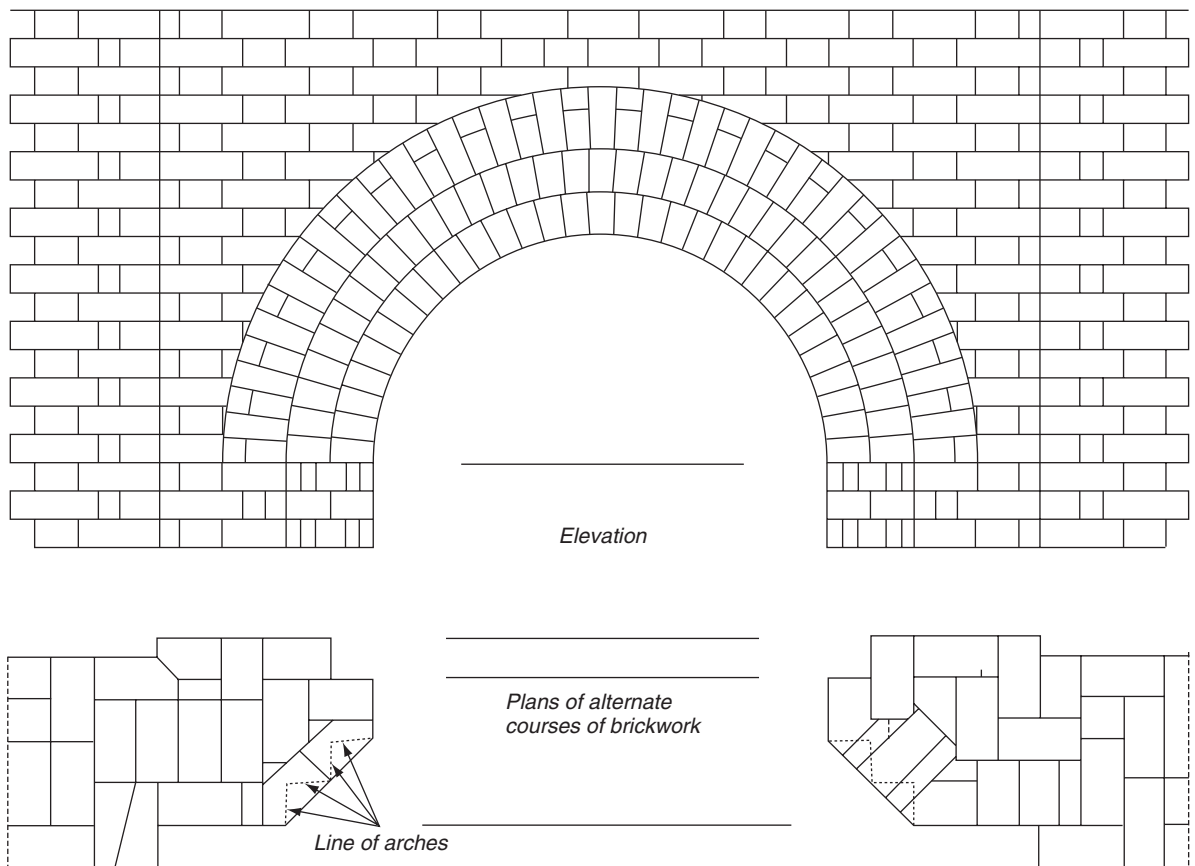 Elevation
Plans of alternate
courses of brickwork
Line of arches